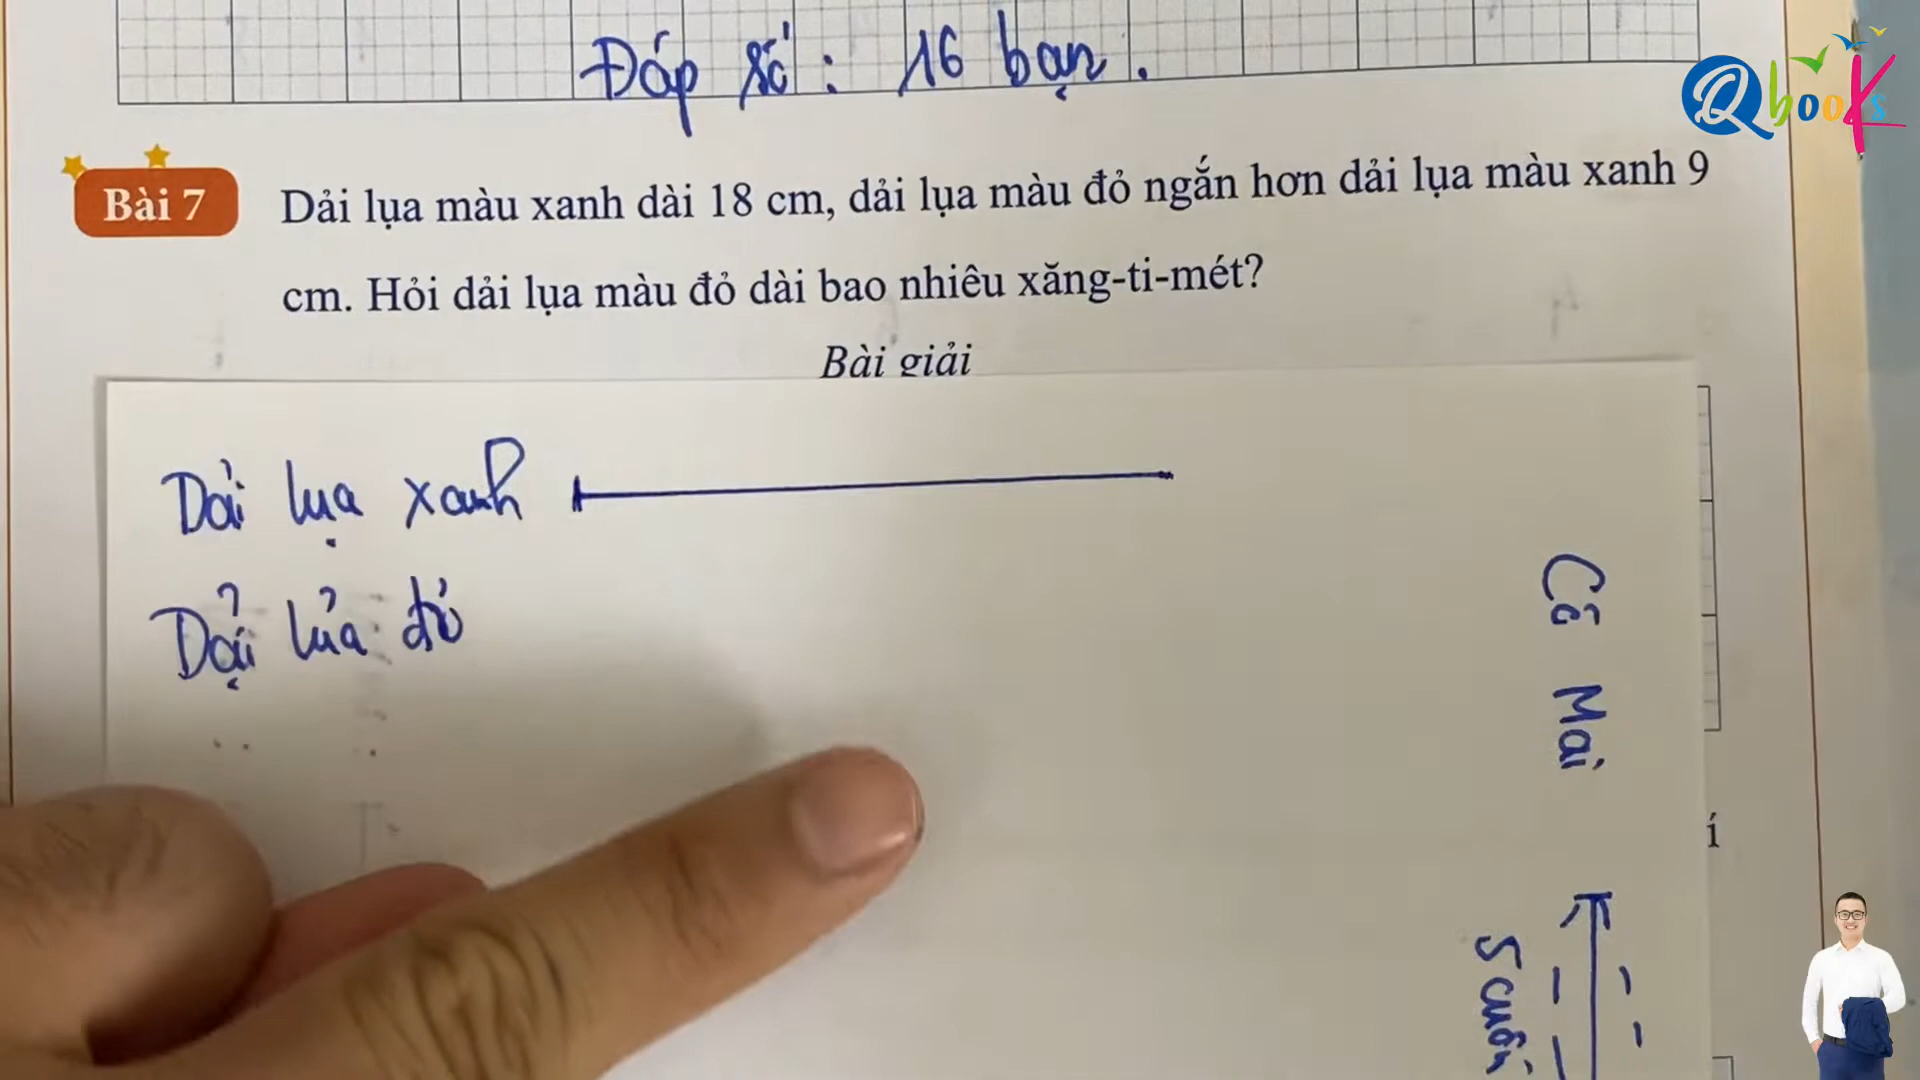 Đáp số : 16 bạn.
Qbooks
Bài 7
Dải lụa màu xanh dài 18 cm, dải lụa màu đỏ ngắn hơn dải lụa màu xanh 9
cm. Hỏi dải lụa màu đỏ dài bao nhiêu xăng-ti-mét?
Bài giải
Dải lụa xanh
Dải lủa đỏ
Cô Mai
í
5 cuốn